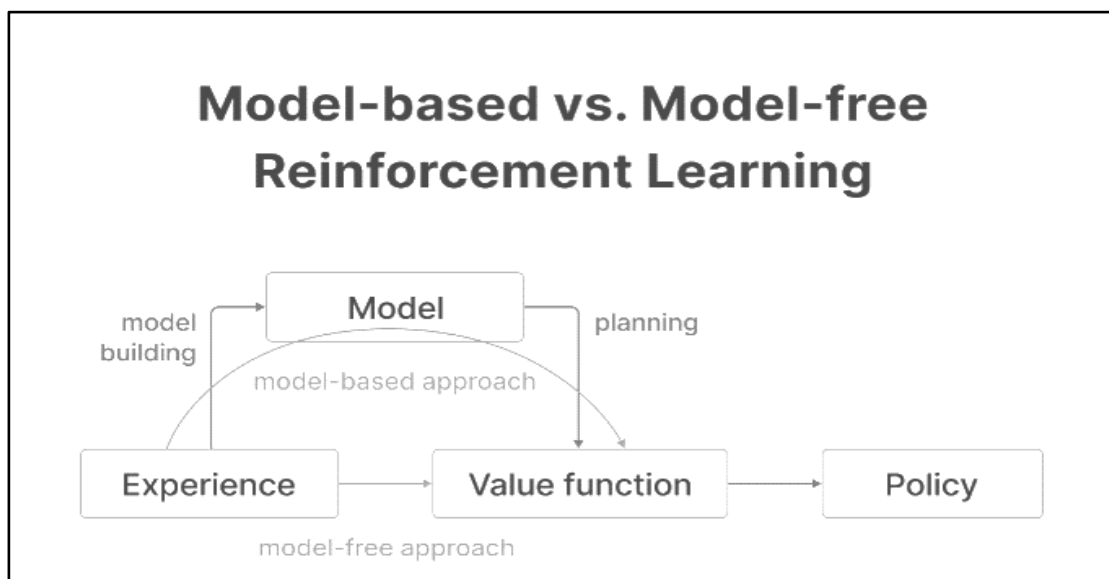 Model-based vs. Model-free
Reinforcement Learning
Model
model
building
planning
model-based approach
Experience
Value function
Policy
model-free approach